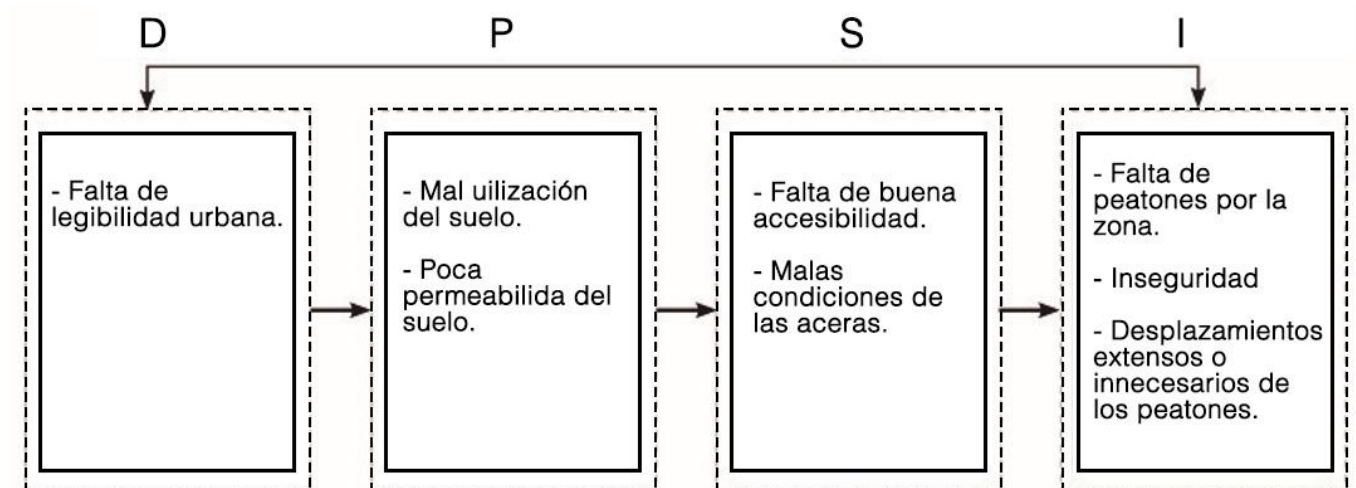 D
P
S
I
- Falta de
legibilidad urbana.
- Mal uilización
del suelo.
- Poca
permeabilida del
suelo.
- Falta de buena
accesibilidad.
- Malas
condiciones de
las aceras.
- Falta de
peatones por la
zona.
- Inseguridad
- Desplazamientos
extensos o
innecesarios de
los peatones.